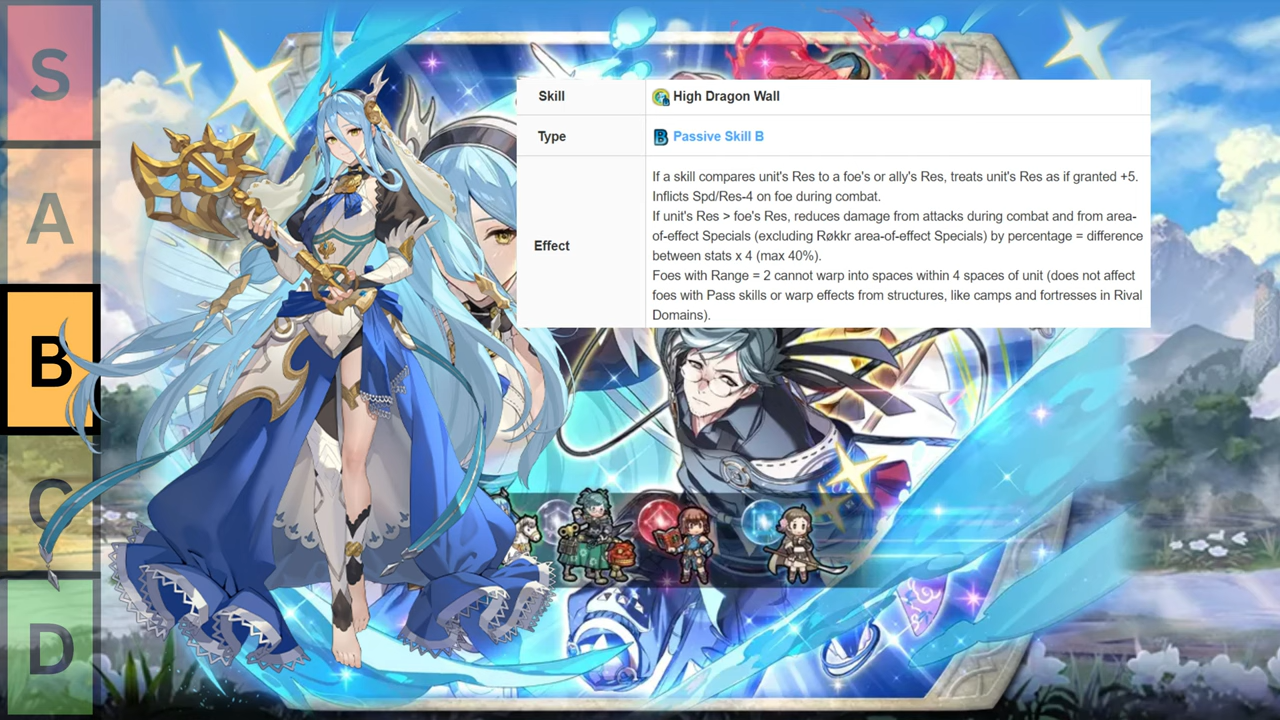 S
A
B
C
D
Skill High Dragon Wall
Type Passive Skill B
Effect
If a skill compares unit's Res to a foe's or ally's Res, treats unit's Res as if granted +5.
Inflicts Spd/Res-4 on foe during combat.
If unit's Res > foe's Res, reduces damage from attacks during combat and from area-
of-effect Specials (excluding Røkkr area-of-effect Specials) by percentage = difference
between stats x 4 (max 40%).
Foes with Range = 2 cannot warp into spaces within 4 spaces of unit (does not affect
foes with Pass skills or warp effects from structures, like camps and fortresses in Rival
Domains).